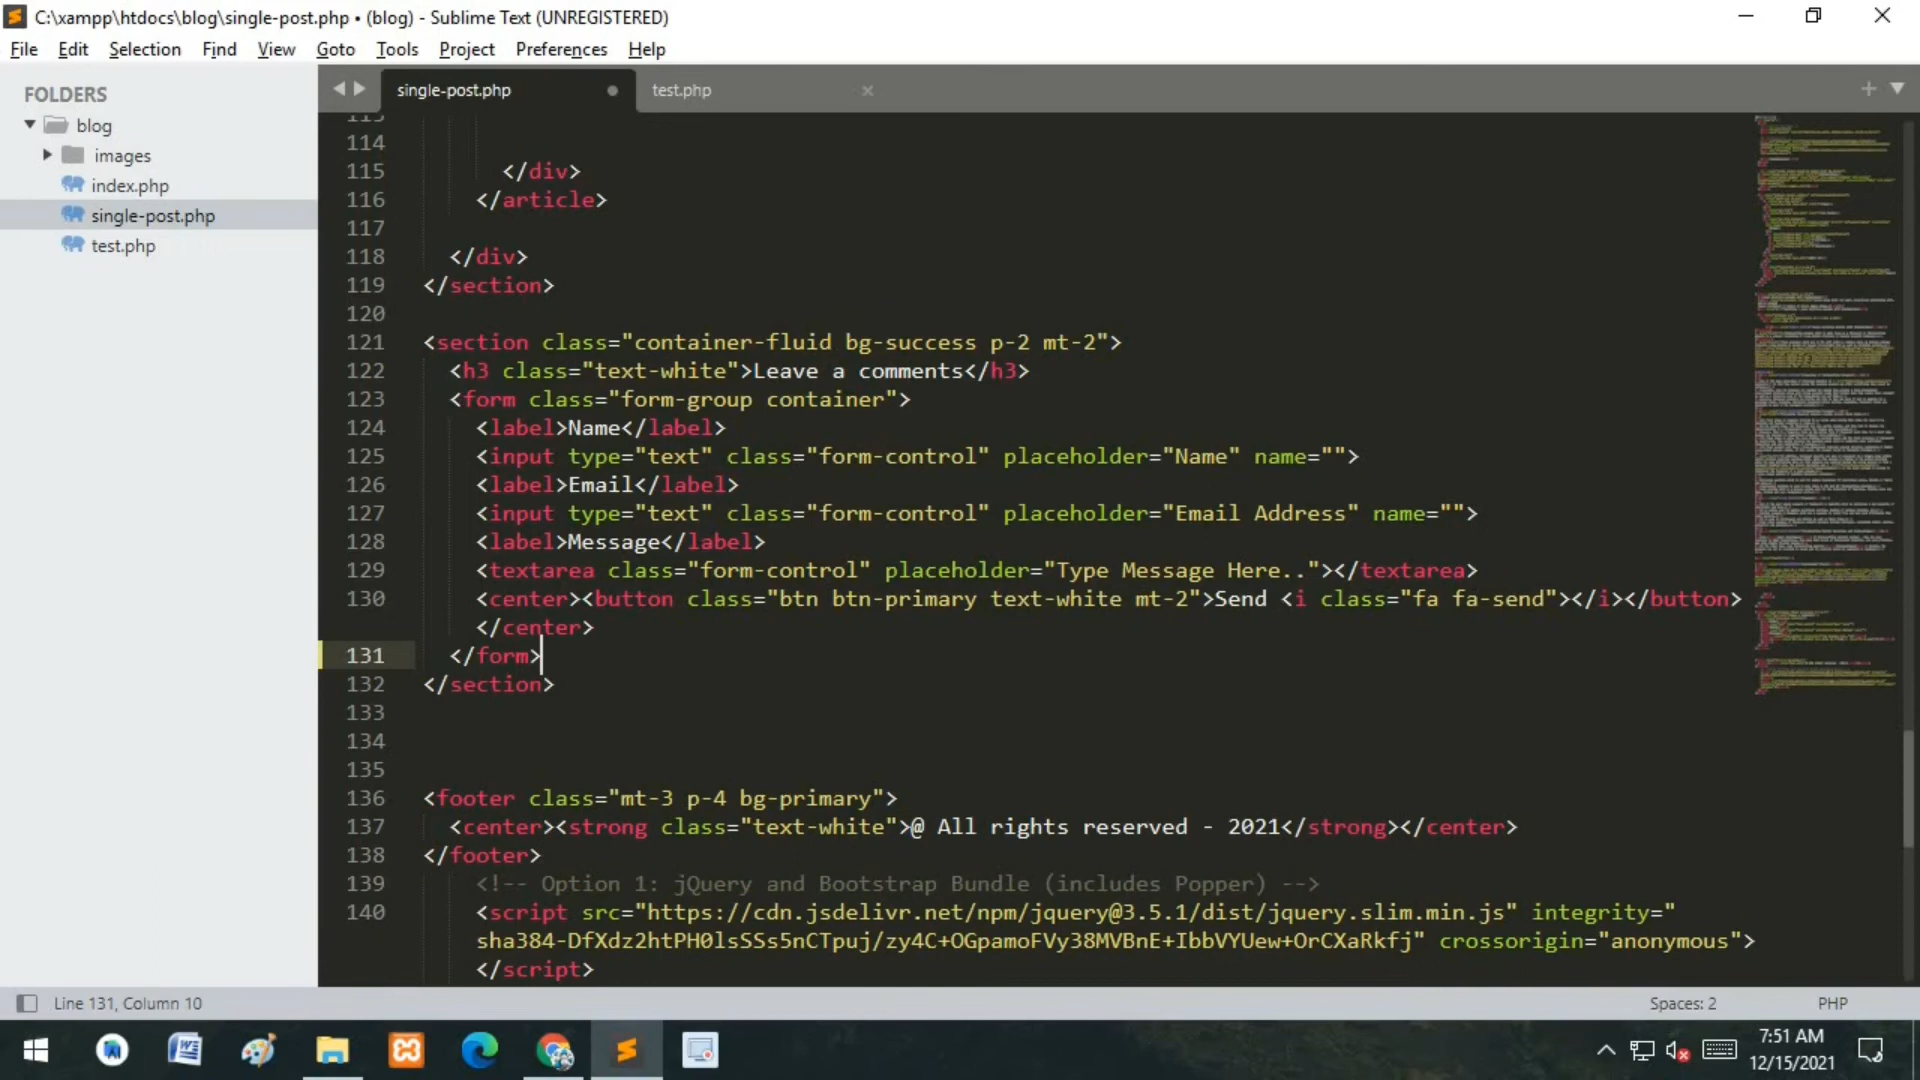 C:\xampp\htdocs\blog\single-post.php • (blog) - Sublime Text (UNREGISTERED)
File Edit Selection Find View Goto Tools Project Preferences Help
FOLDERS
blog
images
index.php
single-post.php
test.php
single-post.php
test.php
114
115 </div>
116 </article>
117
118 </div>
119 </section>
120
121 <section class="container-fluid bg-success p-2 mt-2">
122 <h3 class="text-white">Leave a comments</h3>
123 <form class="form-group container">
124 <label>Name</label>
125 <input type="text" class="form-control" placeholder="Name" name="">
126 <label>Email</label>
127 <input type="text" class="form-control" placeholder="Email Address" name="">
128 <label>Message</label>
129 <textarea class="form-control" placeholder="Type Message Here.."></textarea>
130 <center><button class="btn btn-primary text-white mt-2">Send <i class="fa fa-send"></i></button>
</center>
131 </form>
132 </section>
133
134
135
136 <footer class="mt-3 p-4 bg-primary">
137 <center><strong class="text-white">@ All rights reserved - 2021</strong></center>
138 </footer>
139 <!-- Option 1: jQuery and Bootstrap Bundle (includes Popper) -->
140 <script src="https://cdn.jsdelivr.net/npm/jquery@3.5.1/dist/jquery.slim.min.js" integrity="
sha384-DfXdz2htPH0lsSSs5nCTpuj/zy4C+OGpamoFVy38MVBnE+IbbVYUew+OrCXaRkfj" crossorigin="anonymous">
</script>
Line 131, Column 10
Spaces: 2
PHP
7:51 AM
12/15/2021